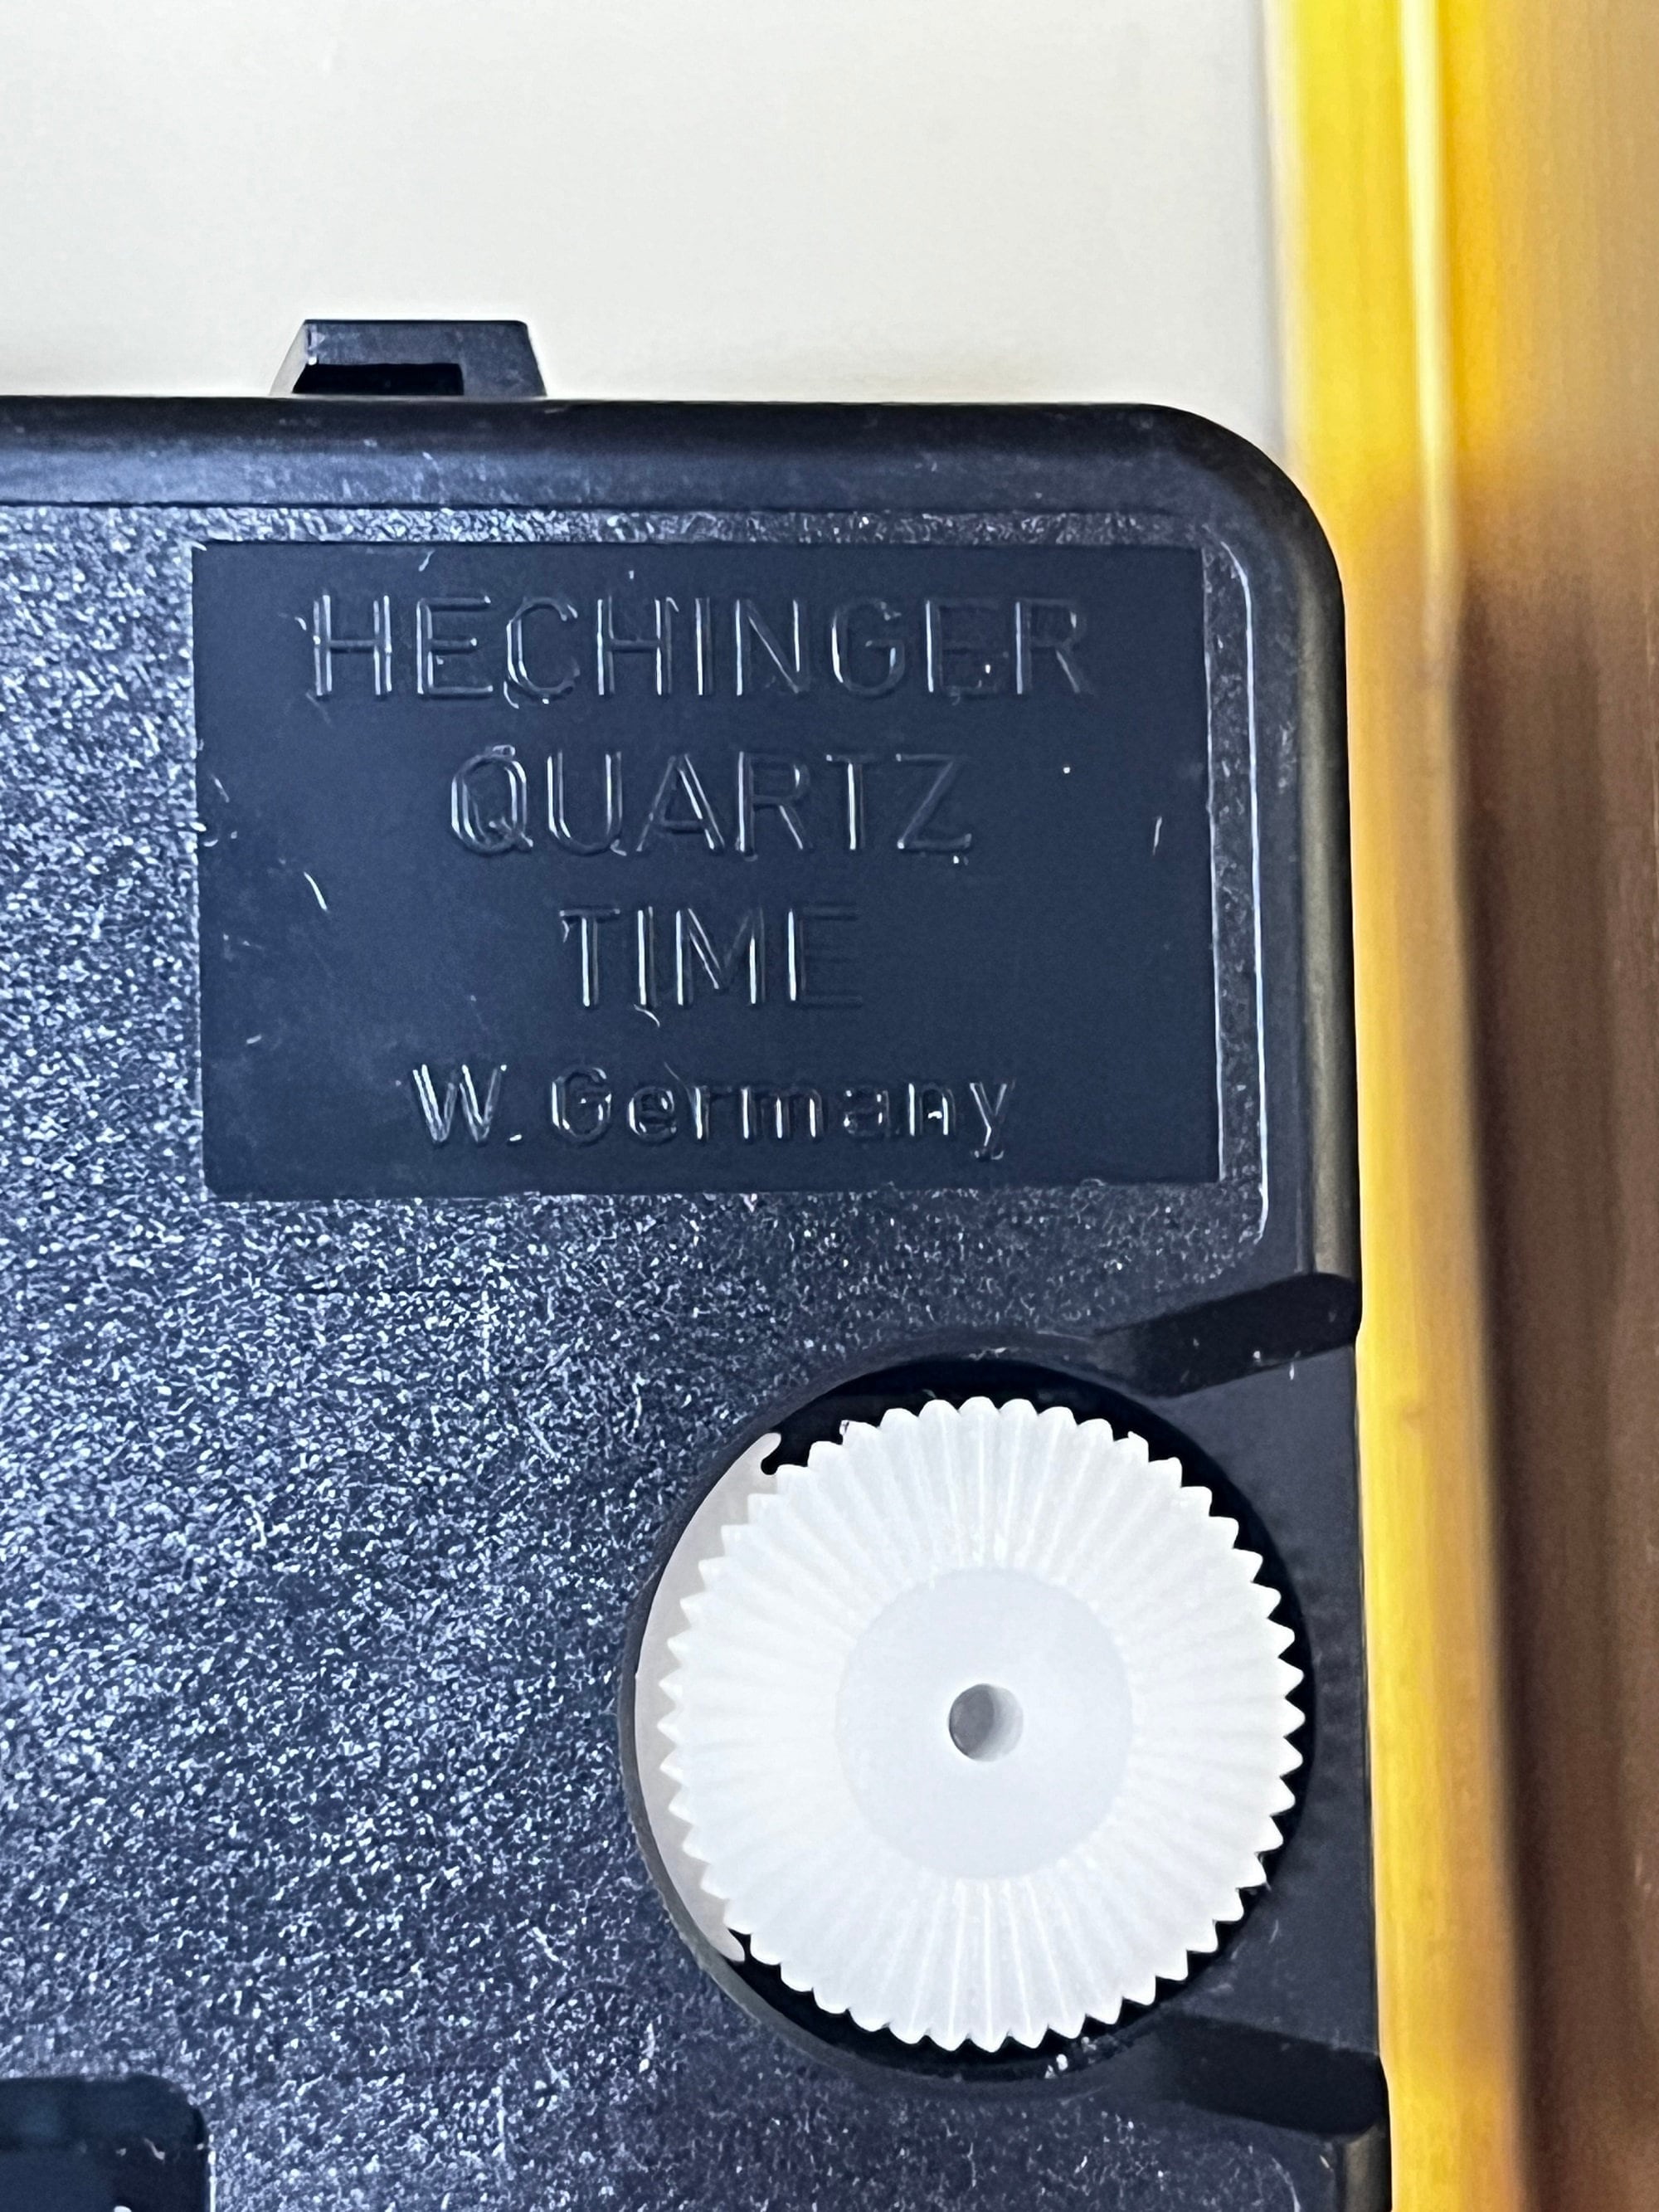 HECHINGER
QUARTZ
TIME
W. Germany